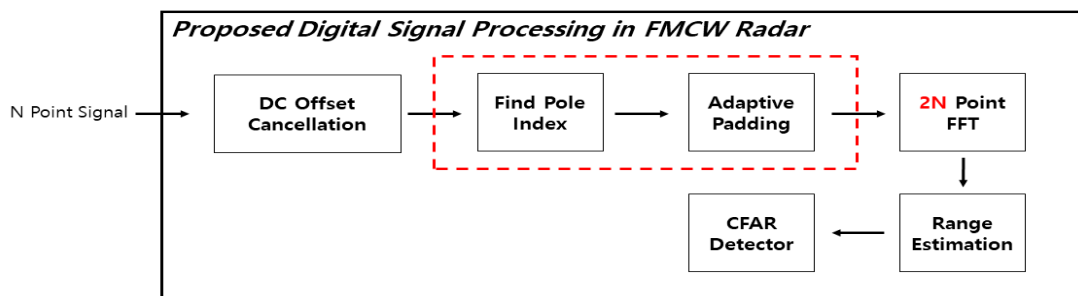 Proposed Digital Signal Processing in FMCW Radar
N Point Signal
DC Offset
Cancellation
Find Pole
Index
Adaptive
Padding
2N Point
FFT
CFAR
Detector
Range
Estimation